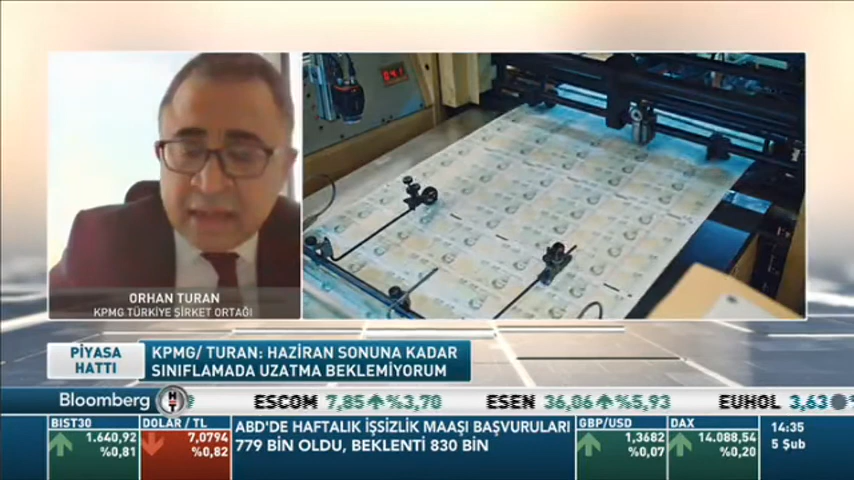 ORHAN TURAN
KPMG TÜRKİYE ŞİRKET ORTAĞI
PİYASA
HATTI
KPMG/ TURAN: HAZİRAN SONUNA KADAR
SINIFLAMADA UZATMA BEKLEMİYORUM
Bloomberg HT
ESCOM 7,85 %3,70 ESEN 36,06 %5,93 EUHOL 3,63
BIST30
1.640,92
%0,81
DOLAR / TL
7,0794
%0,82
ABD'DE HAFTALIK İŞSİZLİK MAAŞI BAŞVURULARI
779 BİN OLDU, BEKLENTİ 830 BİN
GBP/USD
1,3682
%0,07
DAX
14.088,54
%0,20
14:35
5 Şub